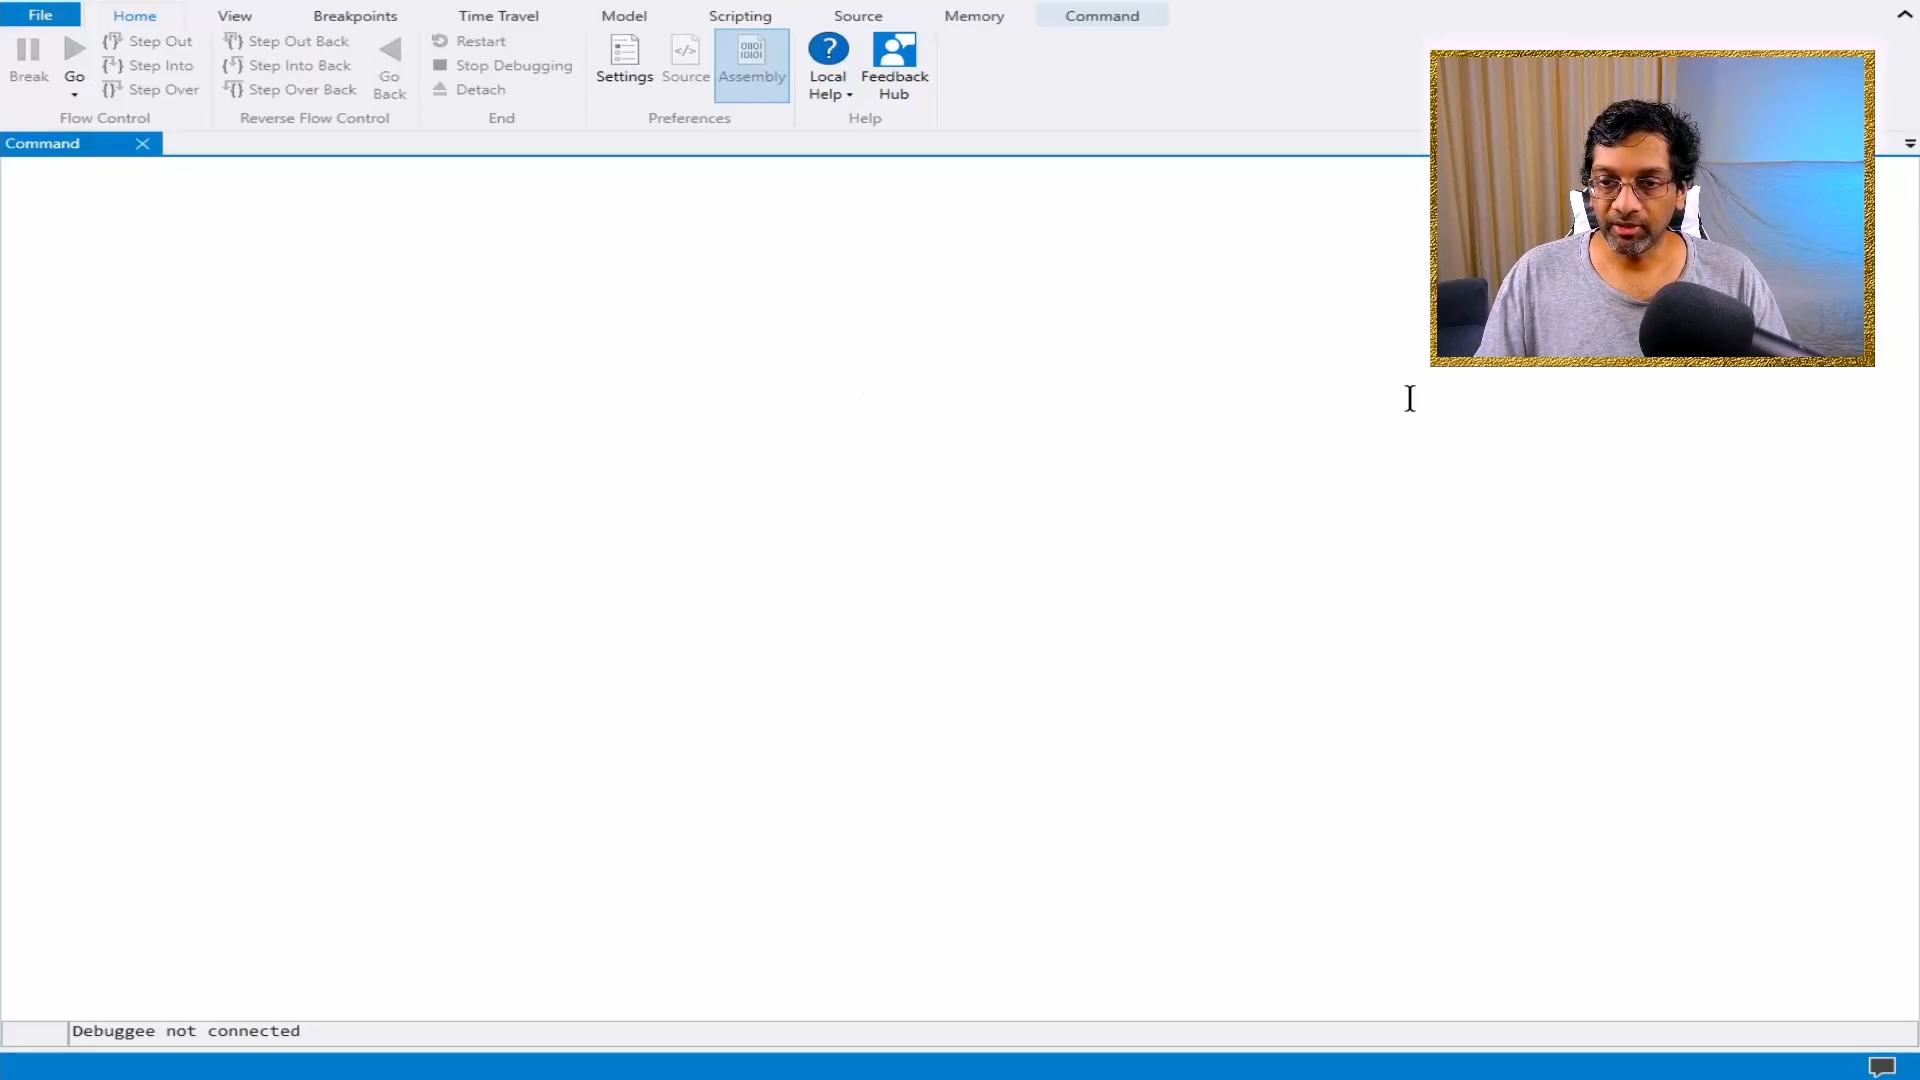 File Home View Breakpoints Time Travel Model Scripting Source Memory Command
Break
Go
Step Out
Step Into
Step Over
Flow Control
Step Out Back
Step Into Back
Step Over Back
Go
Back
Reverse Flow Control
Restart
Stop Debugging
Detach
End
Settings
Source
</>
Assembly
01101
10101
Preferences
?
Local
Help
Feedback
Hub
Help
Command
Debuggee not connected